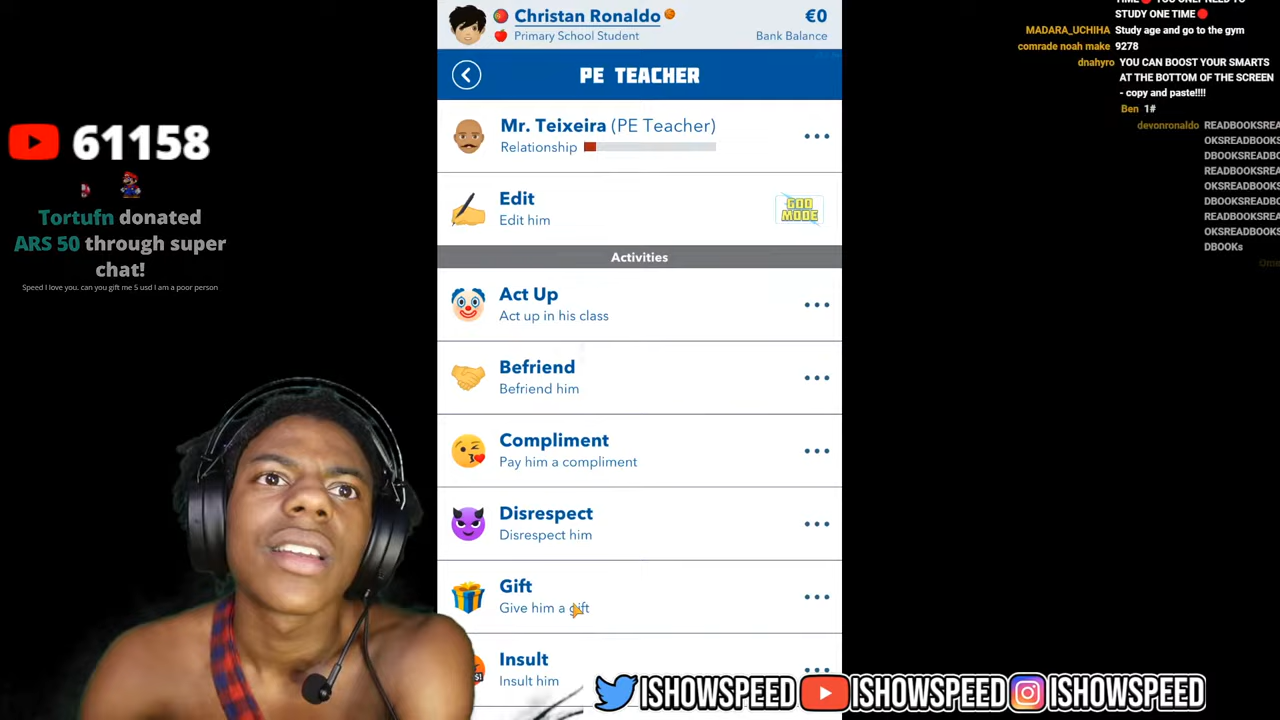 TIME🔴 YOU ONLY NEED TO
STUDY ONE TIME🔴
MADARA_UCHIHA Study age and go to the gym
comrade noah make 9278
dnahyro YOU CAN BOOST YOUR SMARTS
AT THE BOTTOM OF THE SCREEN
- copy and paste!!!!
Ben 1#
devonronaldo READBOOKSREA
OKSREADBOOKS
DBOOKSREADBO
READBOOKSREA
OKSREADBOOKS
DBOOKSREADBO
READBOOKSREA
OKSREADBOOKS
DBOOKs
61158
Tortufn donated
ARS 50 through super
chat!
Speed I love you. can you gift me 5 usd I am a poor person
Christan Ronaldo
€0
Primary School Student
Bank Balance
PE TEACHER
Mr. Teixeira (PE Teacher)
Relationship
Edit
Edit him
GOD
MODE
Activities
Act Up
Act up in his class
Befriend
Befriend him
Compliment
Pay him a compliment
Disrespect
Disrespect him
Gift
Give him a gift
Insult
Insult him
ISHOWSPEED ISHOWSPEED ISHOWSPEED